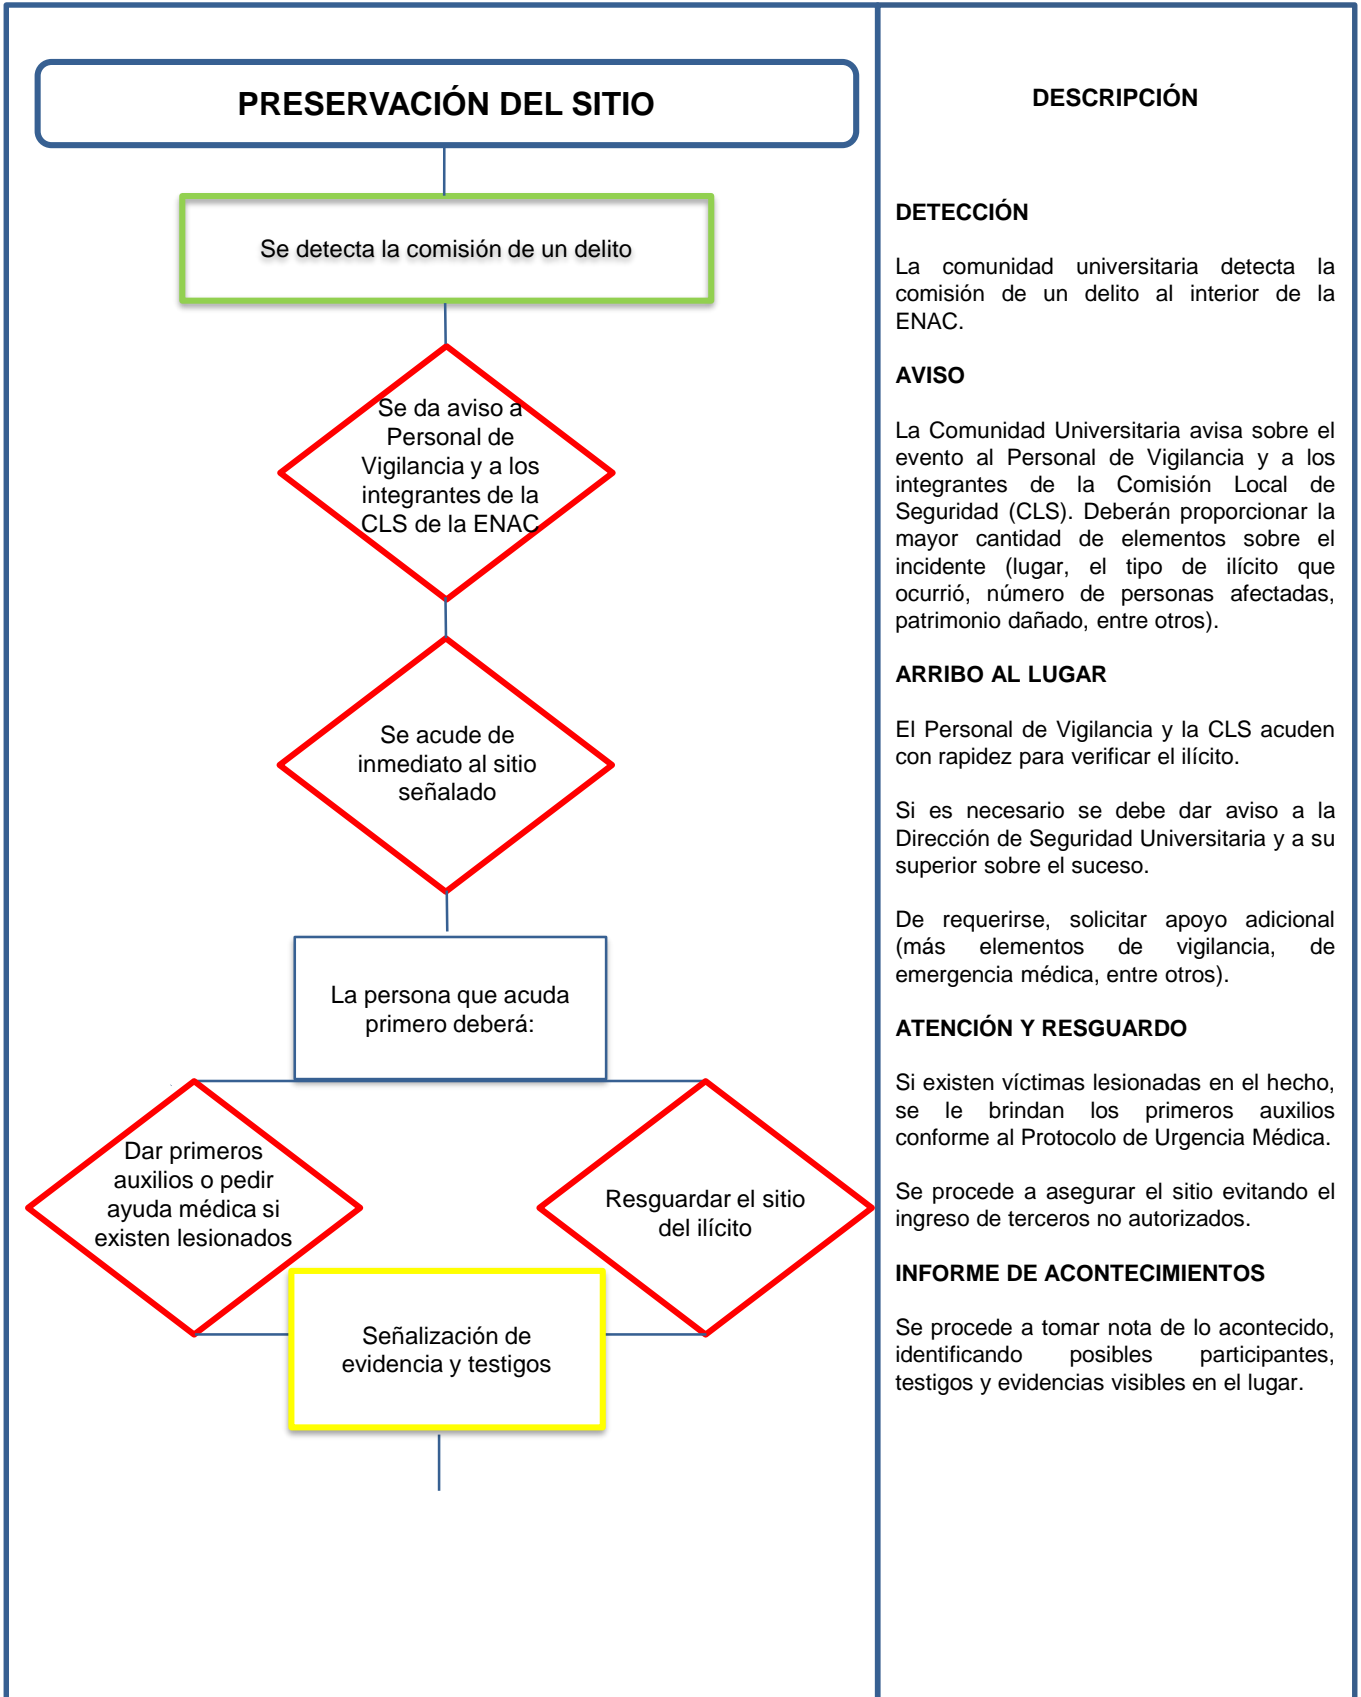 PRESERVACIÓN DEL SITIO
Se detecta la comisión de un delito
Se da aviso a
Personal de
Vigilancia y a los
integrantes de la
CLS de la ENAC
Se acude de
inmediato al sitio
señalado
La persona que acuda
primero deberá:
Dar primeros
auxilios o pedir
ayuda médica si
existen lesionados
Resguardar el sitio
del ilícito
Señalización de
evidencia y testigos
DESCRIPCIÓN
DETECCIÓN
La comunidad universitaria detecta la
comisión de un delito al interior de la
ENAC.
AVISO
La Comunidad Universitaria avisa sobre el
evento al Personal de Vigilancia y a los
integrantes de la Comisión Local de
Seguridad (CLS). Deberán proporcionar la
mayor cantidad de elementos sobre el
incidente (lugar, el tipo de ilícito que
ocurrió, número de personas afectadas,
patrimonio dañado, entre otros).
ARRIBO AL LUGAR
El Personal de Vigilancia y la CLS acuden
con rapidez para verificar el ilícito.
Si es necesario se debe dar aviso a la
Dirección de Seguridad Universitaria y a su
superior sobre el suceso.
De requerirse, solicitar apoyo adicional
(más elementos de vigilancia, de
emergencia médica, entre otros).
ATENCIÓN Y RESGUARDO
Si existen víctimas lesionadas en el hecho,
se le brindan los primeros auxilios
conforme al Protocolo de Urgencia Médica.
Se procede a asegurar el sitio evitando el
ingreso de terceros no autorizados.
INFORME DE ACONTECIMIENTOS
Se procede a tomar nota de lo acontecido,
identificando posibles participantes,
testigos y evidencias visibles en el lugar.